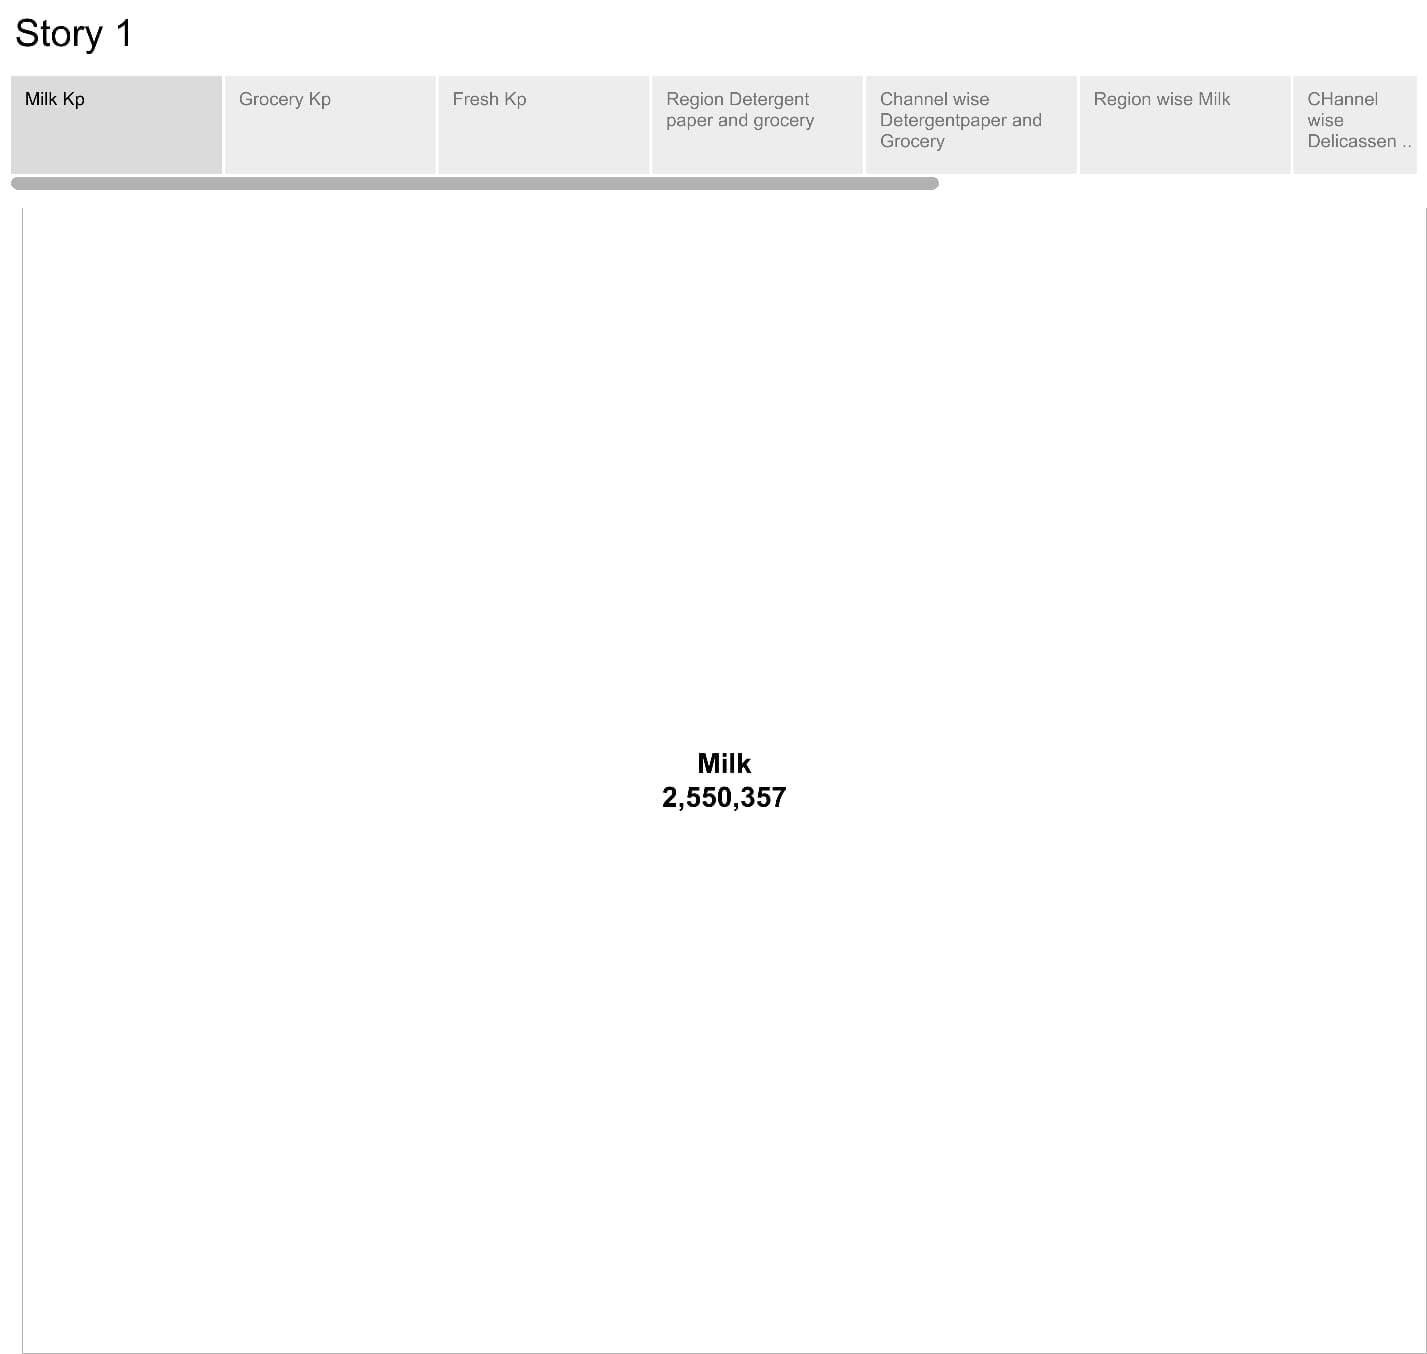 Story 1
Milk Kp
Grocery Kp
Fresh Kp
Region Detergent
paper and grocery
Channel wise
Detergentpaper and
Grocery
Region wise Milk
CHannel
wise
Delicassen ..
Milk
2,550,357